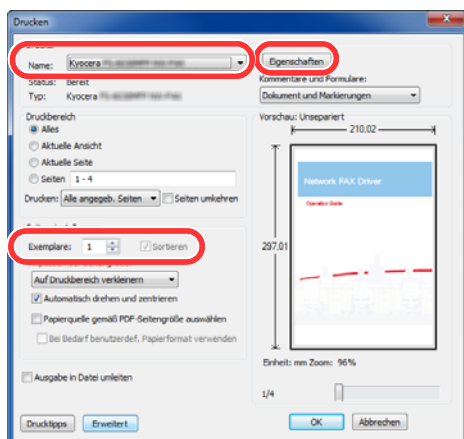 Drucken
Name: Kyocera
Eigenschaften
Status: Bereit
Kommentare und Formulare:
Typ: Kyocera
Dokument und Markierungen
Druckbereich
Vorschau: Unsepariert
Alles
210,02
Aktuelle Ansicht
Aktuelle Seite
Seiten 1 - 4
Drucken: Alle angegeb. Seiten
Seiten umkehren
Network FAX Driver
Operation Guide
Exemplare: 1
Sortieren
297,01
Auf Druckbereich verkleinern
Automatisch drehen und zentrieren
Papierquelle gemäß PDF-Seitengröße auswählen
Bei Bedarf benutzerdef. Papierformat verwenden
Einheit: mm Zoom: 96%
Ausgabe in Datei umleiten
1/4
Drucktipps
Erweitert
OK
Abbrechen